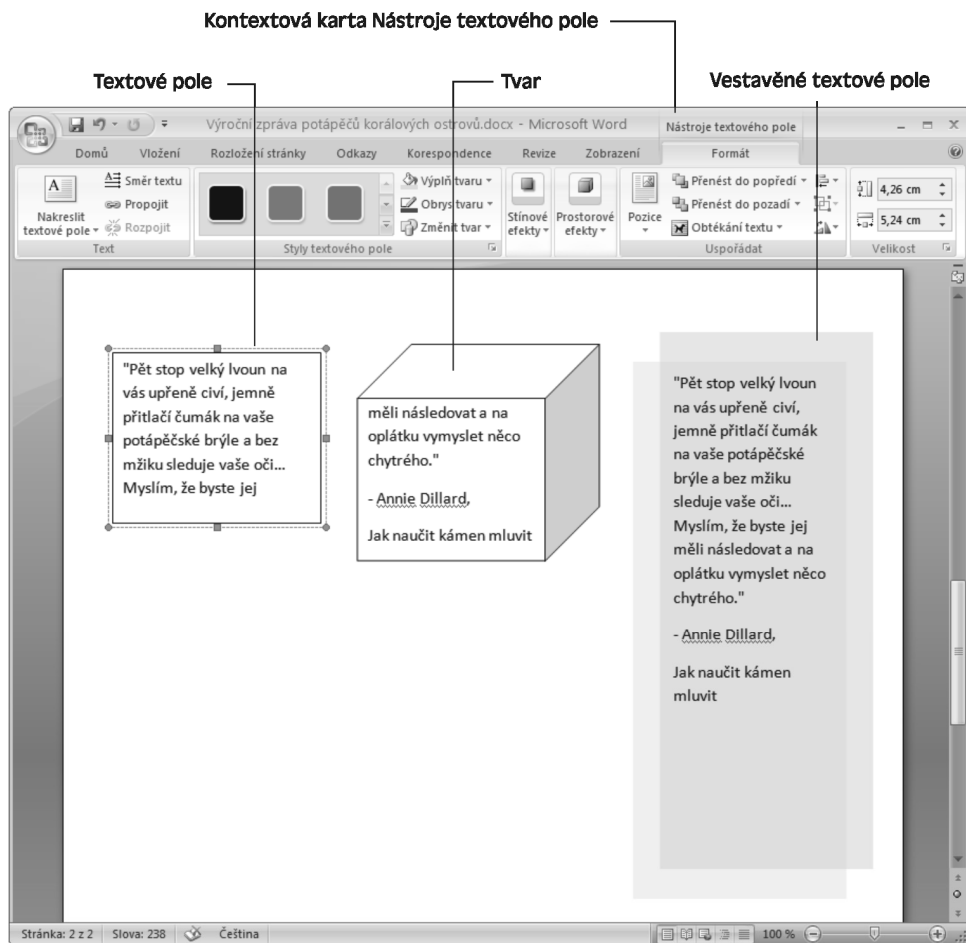 Kontextová karta Nástroje textového pole
Textové pole
Tvar
Vestavěné textové pole
Výroční zpráva potápěčů korálových ostrovů.docx - Microsoft Word
Nástroje textového pole
Domů Vložení Rozložení stránky Odkazy Korespondence Revize Zobrazení Formát
A
Nakreslit
textové pole
Směr textu
Propojit
Rozpojit
Text
Styly textového pole
Výplň tvaru
Obrys tvaru
Změnit tvar
Stínové
efekty
Prostorové
efekty
Pozice
Přenést do popředí
Přenést do pozadí
Obtékání textu
Uspořádat
4,26 cm
5,24 cm
Velikost
"Pět stop velký lvoun na
vás upřeně civí, jemně
přitlačí čumák na vaše
potápěčské brýle a bez
mžiku sleduje vaše oči...
Myslím, že byste jej
měli následovat a na
oplátku vymyslet něco
chytrého."
- Annie Dillard,
Jak naučit kámen mluvit
"Pět stop velký lvoun
na vás upřeně civí,
jemně přitlačí čumák
na vaše potápěčské
brýle a bez mžiku
sleduje vaše oči...
Myslím, že byste jej
měli následovat a na
oplátku vymyslet něco
chytrého."
- Annie Dillard,
Jak naučit kámen
mluvit
Stránka: 2 z 2 Slova: 238 Čeština 100 %